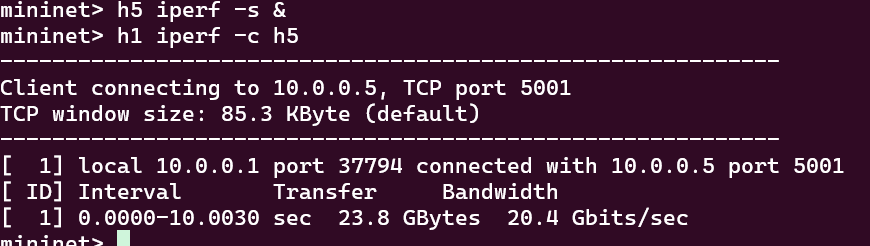 mininet> h5 iperf -s &
mininet> h1 iperf -c h5
------------------------------------------------------------
Client connecting to 10.0.0.5, TCP port 5001
TCP window size: 85.3 KByte (default)
------------------------------------------------------------
[  1] local 10.0.0.1 port 37794 connected with 10.0.0.5 port 5001
[ ID] Interval       Transfer     Bandwidth
[  1] 0.0000-10.0030 sec  23.8 GBytes  20.4 Gbits/sec
mininet>